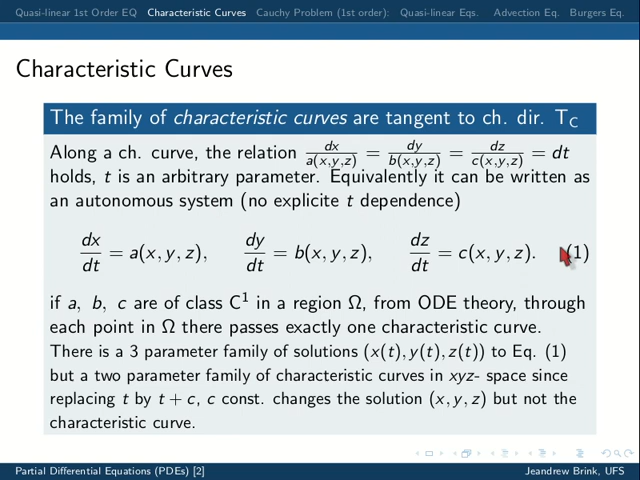 Quasi-linear 1st Order EQ Characteristic Curves Cauchy Problem (1st order): Quasi-linear Eqs. Advection Eq. Burgers Eq.
Characteristic Curves
The family of characteristic curves are tangent to ch. dir. T_C
Along a ch. curve, the relation dx/a(x,y,z) = dy/b(x,y,z) = dz/c(x,y,z) = dt
holds, t is an arbitrary parameter. Equivalently it can be written as
an autonomous system (no explicite t dependence)
dx/dt = a(x, y, z), dy/dt = b(x, y, z), dz/dt = c(x, y, z). (1)
if a, b, c are of class C¹ in a region Ω, from ODE theory, through
each point in Ω there passes exactly one characteristic curve.
There is a 3 parameter family of solutions (x(t), y(t), z(t)) to Eq. (1)
but a two parameter family of characteristic curves in xyz- space since
replacing t by t + c, c const. changes the solution (x, y, z) but not the
characteristic curve.
Partial Differential Equations (PDEs) [2] Jeandrew Brink, UFS